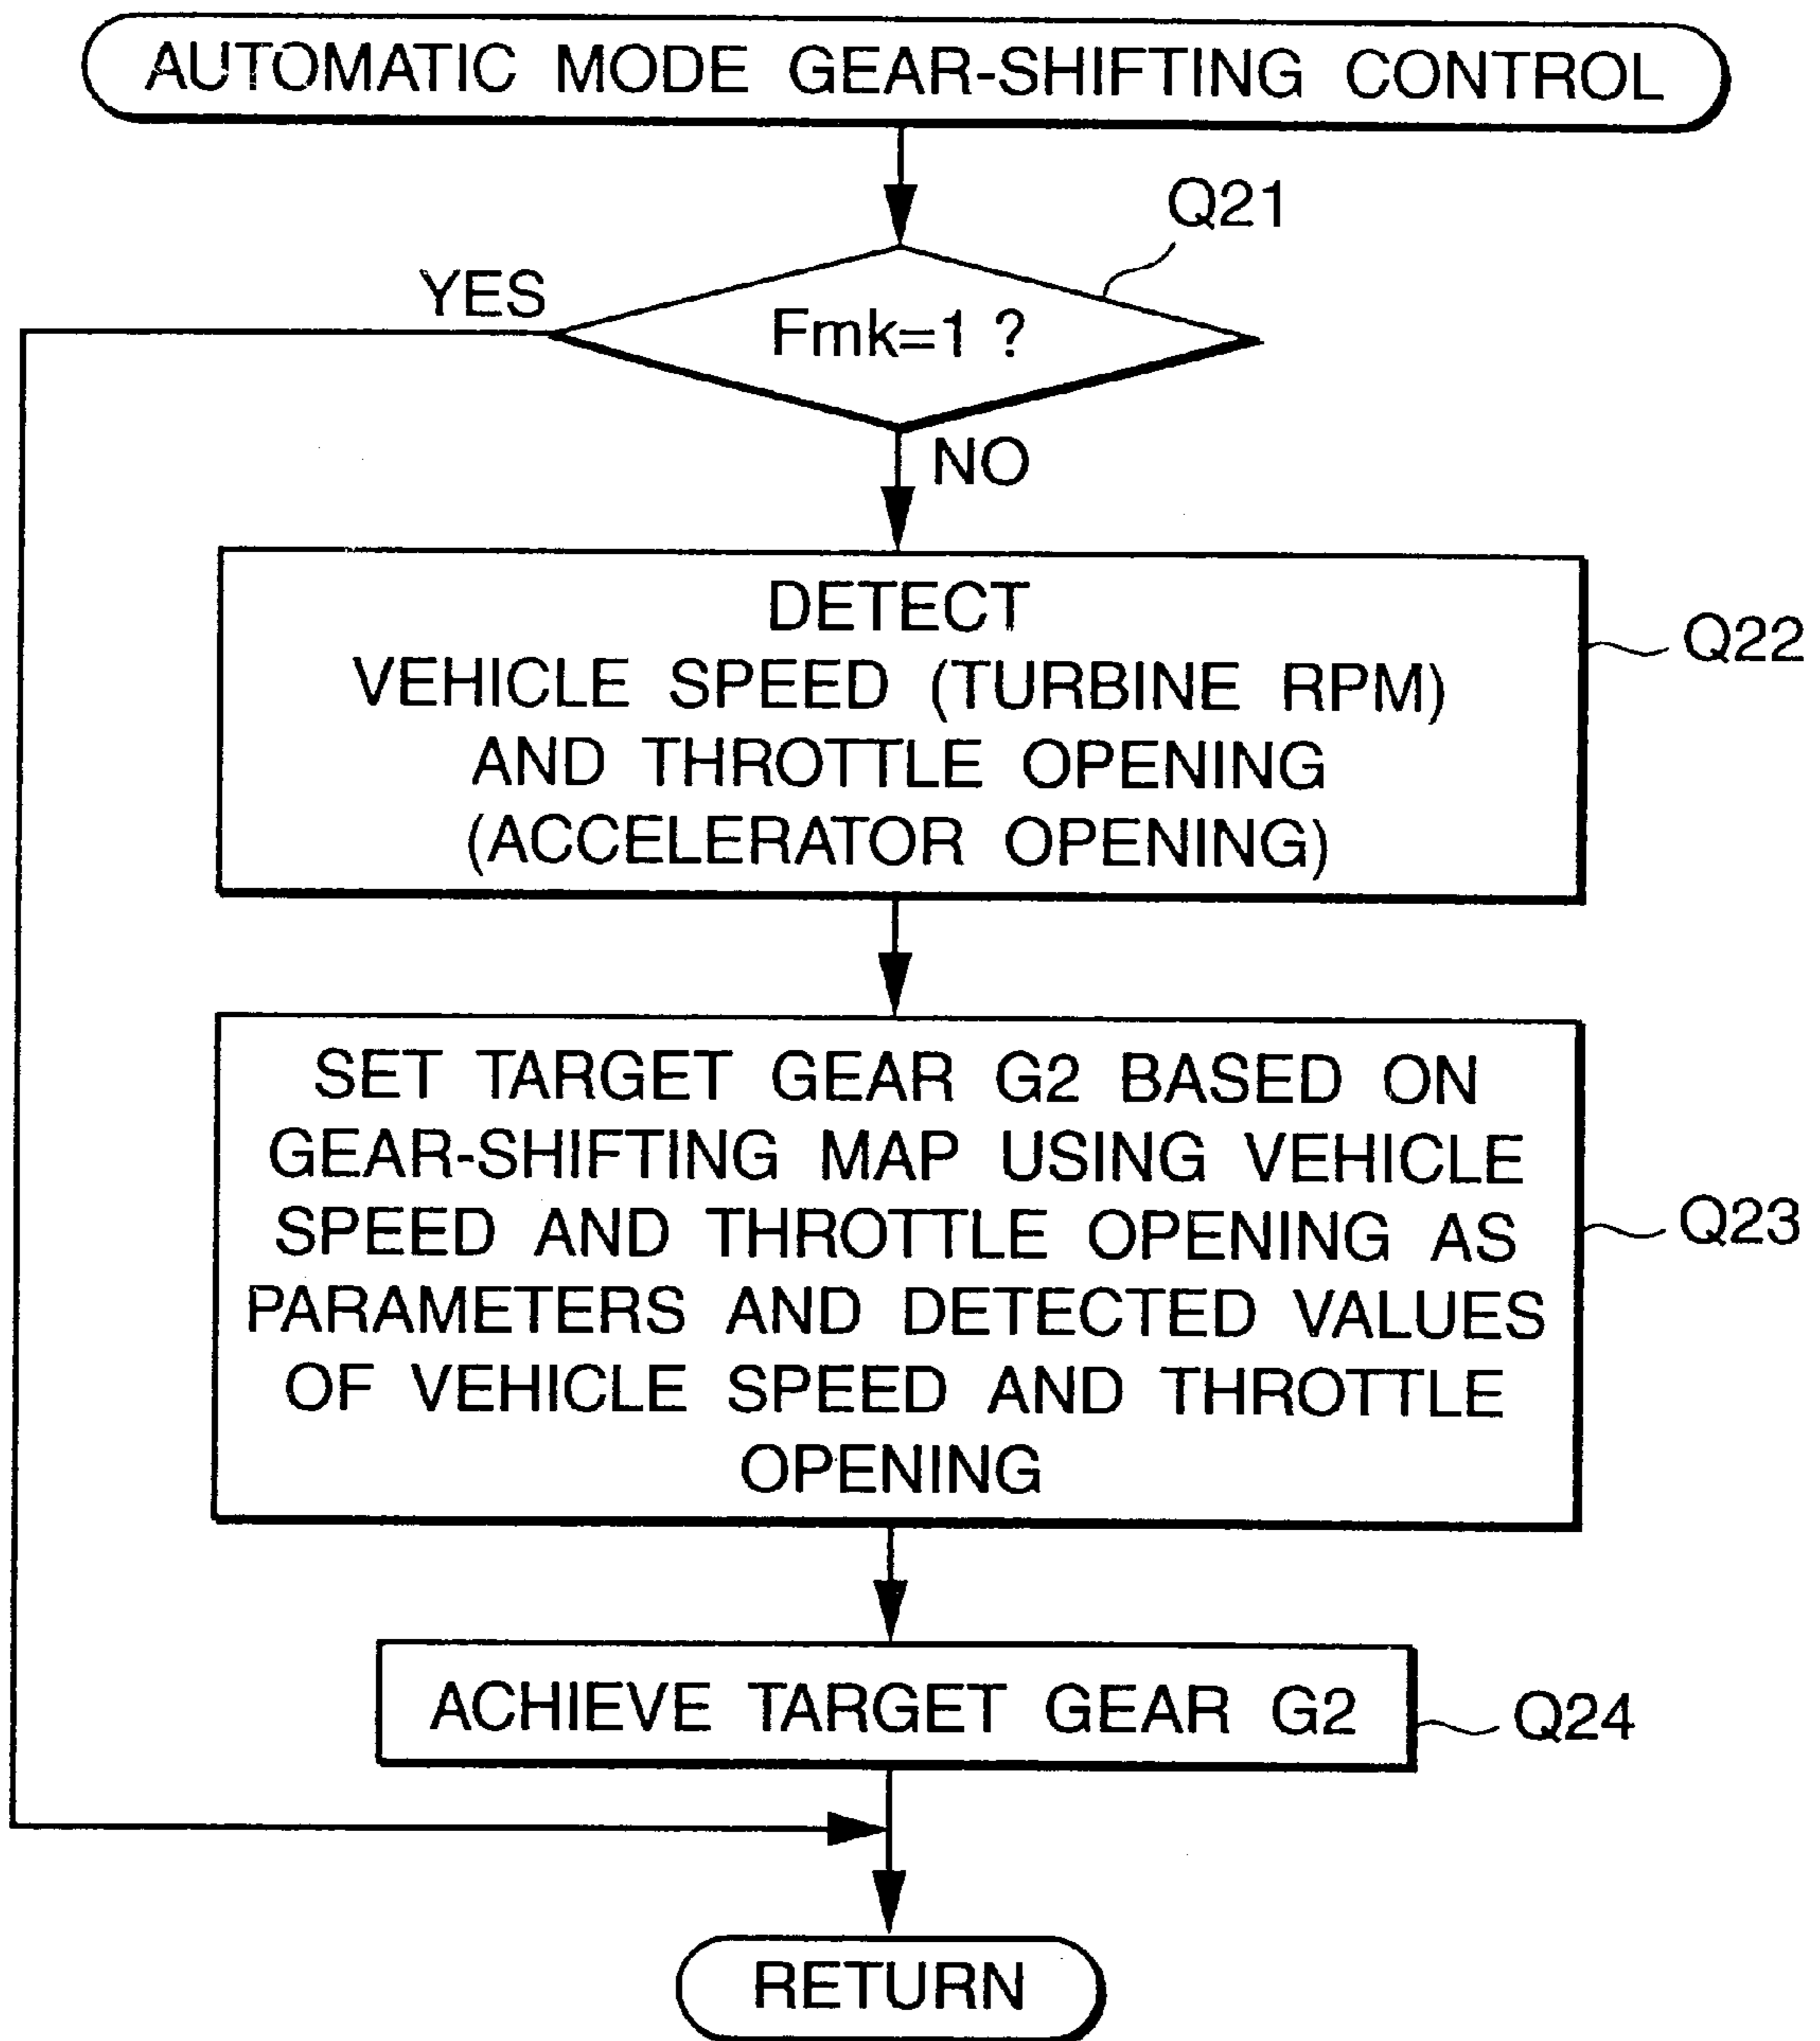 AUTOMATIC MODE GEAR-SHIFTING CONTROL
Q21
YES
Fmk=1 ?
NO
DETECT
VEHICLE SPEED (TURBINE RPM)
AND THROTTLE OPENING
(ACCELERATOR OPENING)
Q22
SET TARGET GEAR G2 BASED ON
GEAR-SHIFTING MAP USING VEHICLE
SPEED AND THROTTLE OPENING AS
PARAMETERS AND DETECTED VALUES
OF VEHICLE SPEED AND THROTTLE
OPENING
Q23
ACHIEVE TARGET GEAR G2
Q24
RETURN